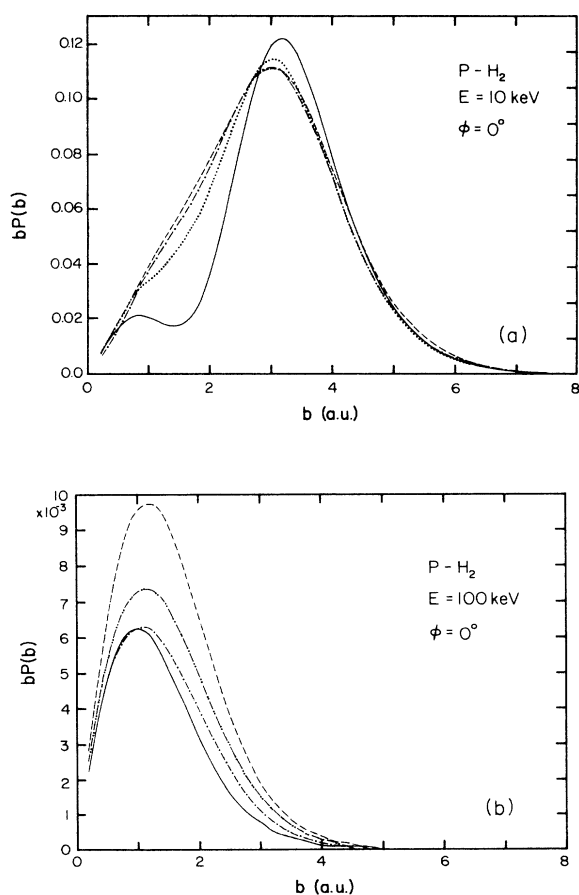 0.12
0.10
0.08
0.06
0.04
0.02
0.0
bP(b)
P - H₂
E = 10 keV
ϕ = 0°
(a)
0 2 4 6 8
b (a.u.)
10
x10⁻³
9
8
7
6
5
4
3
2
1
0
bP(b)
P - H₂
E = 100 keV
ϕ = 0°
(b)
0 2 4 6 8
b (a.u.)